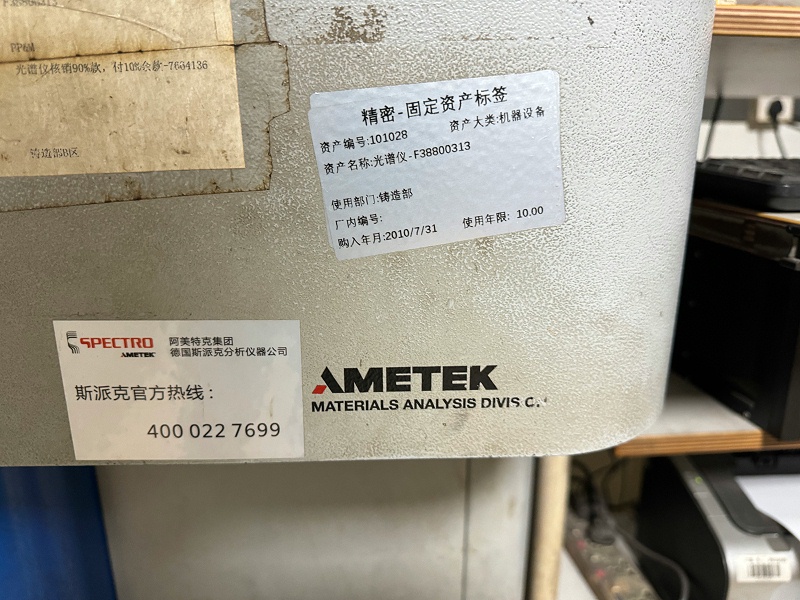 F38800313
光谱仪核销90%款，付10%余款-7634136
铸造部B区
精密-固定资产标签
资产编号:101028 资产大类:机器设备
资产名称:光谱仪-F38800313
使用部门:铸造部
厂内编号:
购入年月:2010/7/31 使用年限: 10.00
SPECTRO
AMETEK
阿美特克集团
德国斯派克分析仪器公司
斯派克官方热线：
400 022 7699
AMETEK
MATERIALS ANALYSIS